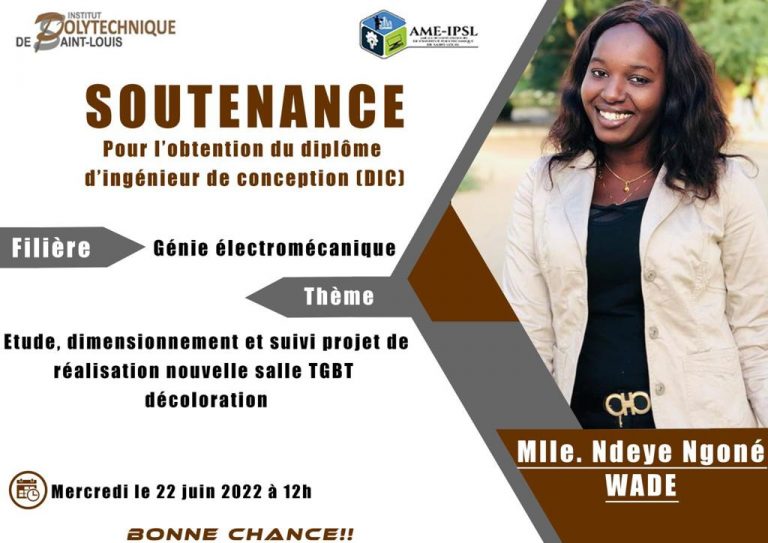 INSTITUT
POLYTECHNIQUE
DE SAINT-LOUIS
AME-IPSL
SOUTENANCE
Pour l'obtention du diplôme
d'ingénieur de conception (DIC)
Filière
Génie électromécanique
Thème
Etude, dimensionnement et suivi projet de
réalisation nouvelle salle TGBT
décoloration
Mercredi le 22 juin 2022 à 12h
BONNE CHANCE!!
Mlle. Ndeye Ngoné
WADE